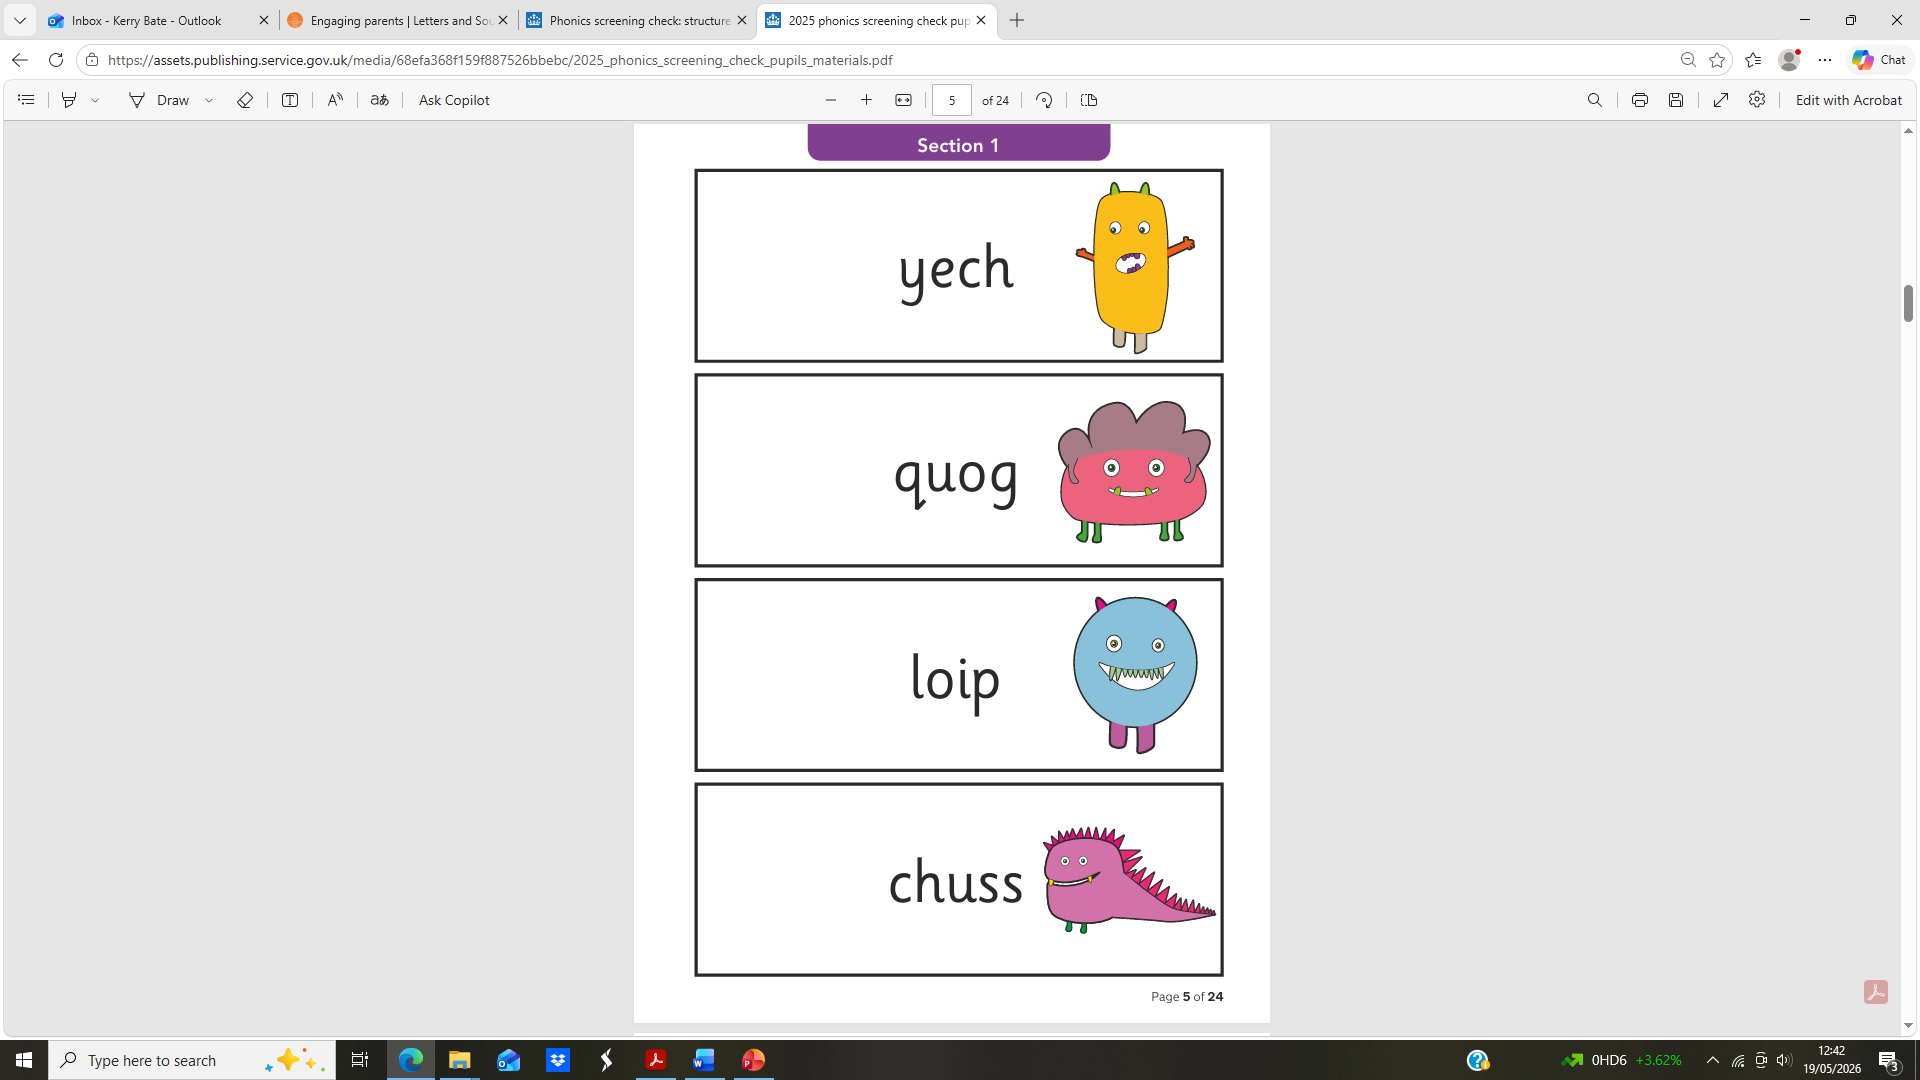 Inbox - Kerry Bate - Outlook
Engaging parents | Letters and Sou
Phonics screening check: structure
2025 phonics screening check pup
https://assets.publishing.service.gov.uk/media/68efa368f159f887526bbebc/2025_phonics_screening_check_pupils_materials.pdf
Chat
Draw
Ask Copilot
5 of 24
Edit with Acrobat
Section 1
yech
quog
loip
chuss
Page 5 of 24
Type here to search
0HD6 +3.62%
12:42
19/05/2026
3